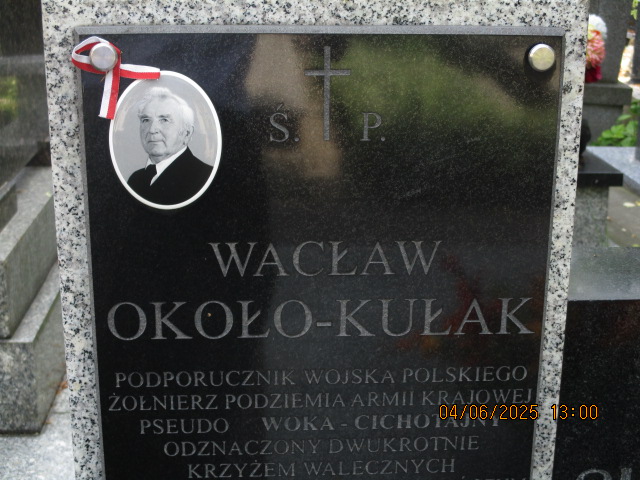 Ś. P.
WACŁAW
OKOŁO-KUŁAK
PODPORUCZNIK WOJSKA POLSKIEGO
ŻOŁNIERZ PODZIEMIA ARMII KRAJOWEJ
PSEUDO WOKA - CICHOTAJNY
ODZNACZONY DWUKROTNIE
KRZYŻEM WALECZNYCH
04/06/2025 13:00